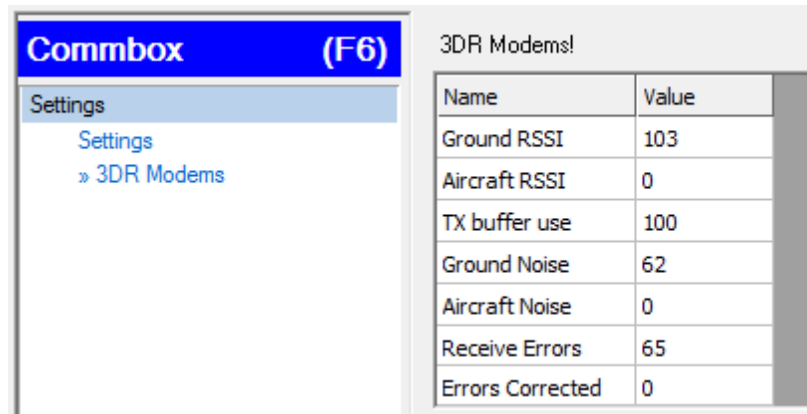 Commbox (F6)
Settings
Settings
» 3DR Modems
3DR Modems!
Name Value
Ground RSSI 103
Aircraft RSSI 0
TX buffer use 100
Ground Noise 62
Aircraft Noise 0
Receive Errors 65
Errors Corrected 0